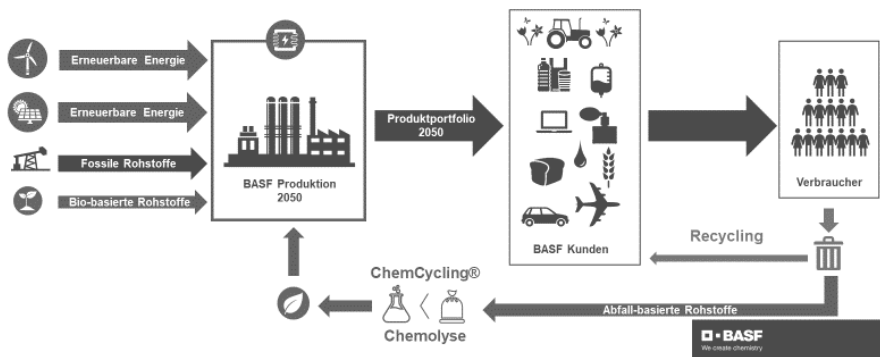 Erneuerbare Energie
Erneuerbare Energie
Fossile Rohstoffe
Bio-basierte Rohstoffe
BASF Produktion
2050
Produktportfolio
2050
BASF Kunden
Verbraucher
Recycling
ChemCycling®
Chemolyse
Abfall-basierte Rohstoffe
BASF
We create chemistry